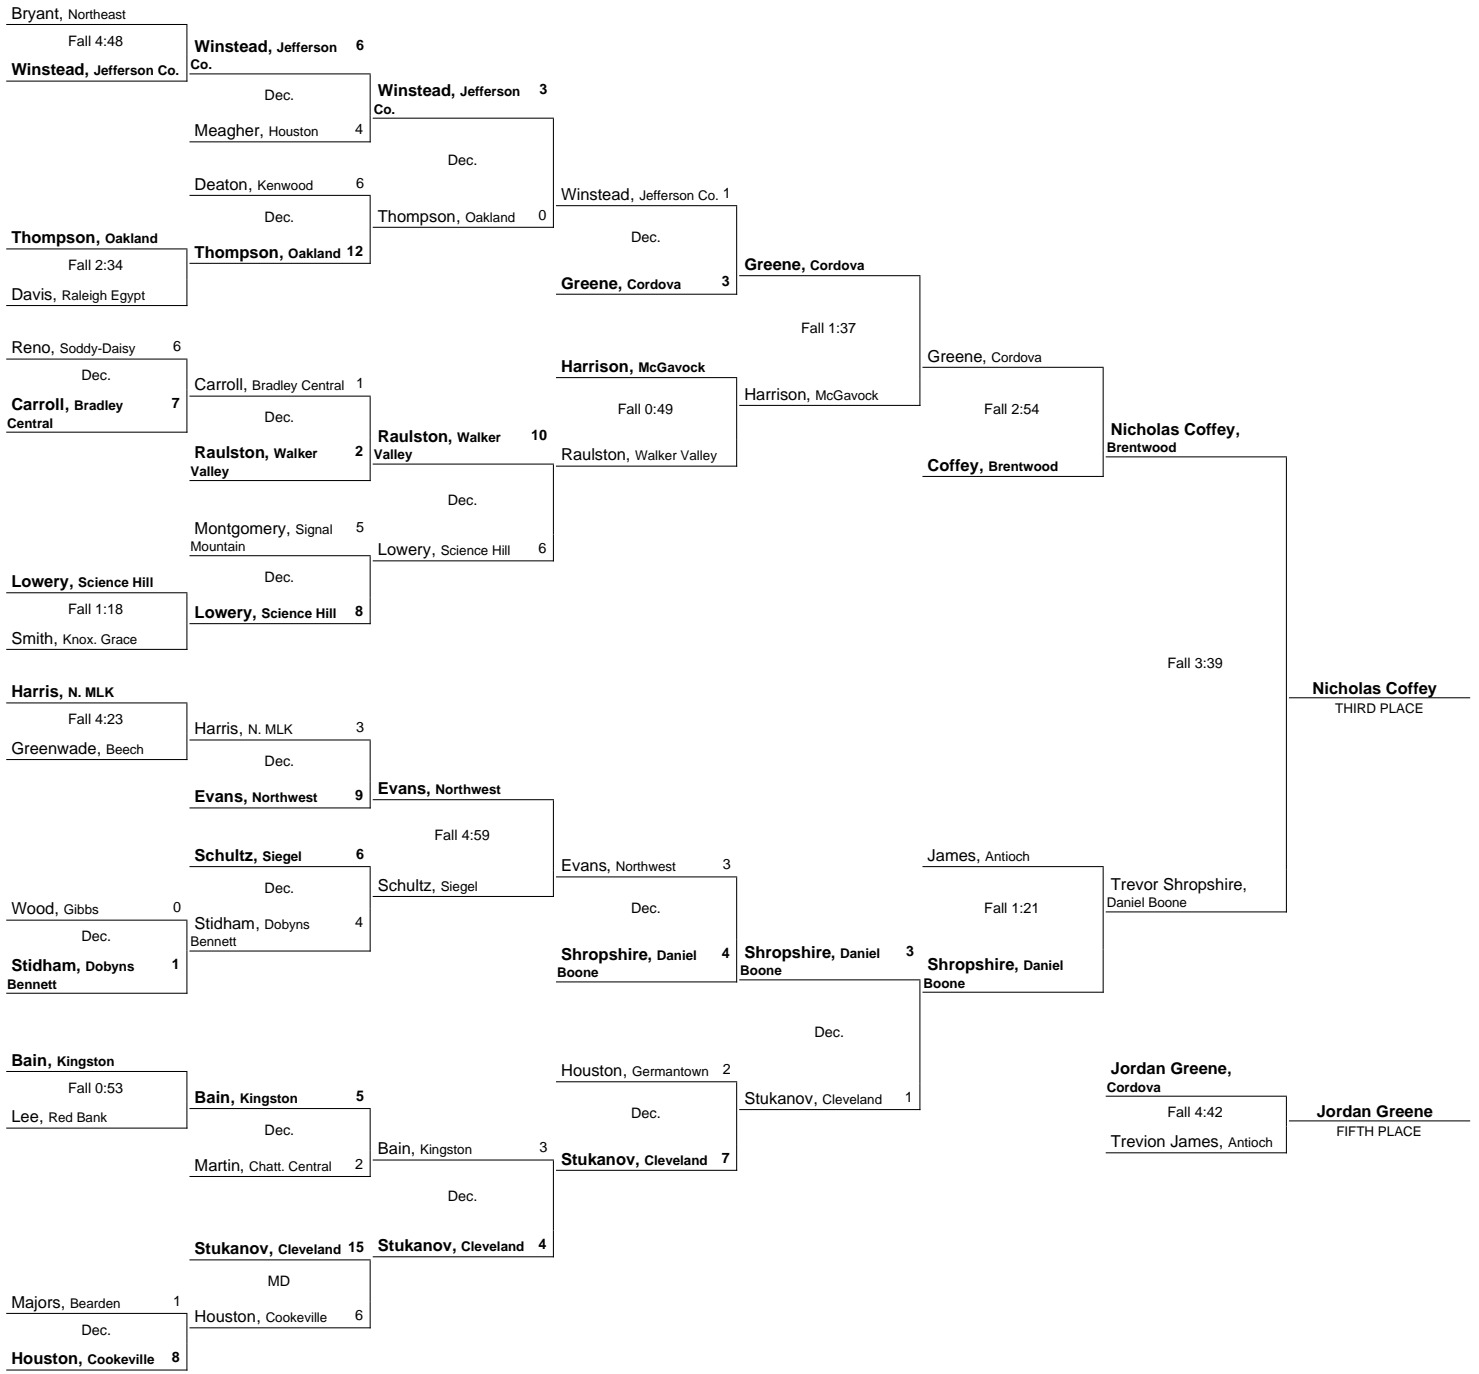 Bryant, Northeast
Fall 4:48
Winstead, Jefferson Co.
Thompson, Oakland
Fall 2:34
Davis, Raleigh Egypt
Reno, Soddy-Daisy 6
Dec.
Carroll, Bradley 7
Central
Lowery, Science Hill
Fall 1:18
Smith, Knox. Grace
Harris, N. MLK
Fall 4:23
Greenwade, Beech
Wood, Gibbs 0
Dec.
Stidham, Dobyns 1
Bennett
Bain, Kingston
Fall 0:53
Lee, Red Bank
Majors, Bearden 1
Dec.
Houston, Cookeville 8
Winstead, Jefferson 6
Co.
Dec.
Meagher, Houston 4
Deaton, Kenwood 6
Dec.
Thompson, Oakland 12
Carroll, Bradley Central 1
Dec.
Raulston, Walker 2
Valley
Montgomery, Signal 5
Mountain
Dec.
Lowery, Science Hill 8
Harris, N. MLK 3
Dec.
Evans, Northwest 9
Schultz, Siegel 6
Dec.
Stidham, Dobyns 4
Bennett
Bain, Kingston 5
Dec.
Martin, Chatt. Central 2
Stukanov, Cleveland 15
MD
Houston, Cookeville 6
Winstead, Jefferson 3
Co.
Dec.
Thompson, Oakland 0
Raulston, Walker 10
Valley
Dec.
Lowery, Science Hill 6
Evans, Northwest
Fall 4:59
Schultz, Siegel
Bain, Kingston 3
Dec.
Stukanov, Cleveland 4
Winstead, Jefferson Co. 1
Dec.
Greene, Cordova 3
Harrison, McGavock
Fall 0:49
Raulston, Walker Valley
Evans, Northwest 3
Dec.
Shropshire, Daniel 4
Boone
Houston, Germantown 2
Dec.
Stukanov, Cleveland 7
Greene, Cordova
Fall 1:37
Harrison, McGavock
Shropshire, Daniel 3
Boone
Dec.
Stukanov, Cleveland 1
Greene, Cordova
Fall 2:54
Coffey, Brentwood
James, Antioch
Fall 1:21
Shropshire, Daniel
Boone
Nicholas Coffey,
Brentwood
Fall 3:39
Trevor Shropshire,
Daniel Boone
Nicholas Coffey
THIRD PLACE
Jordan Greene,
Cordova
Fall 4:42
Trevion James, Antioch
Jordan Greene
FIFTH PLACE